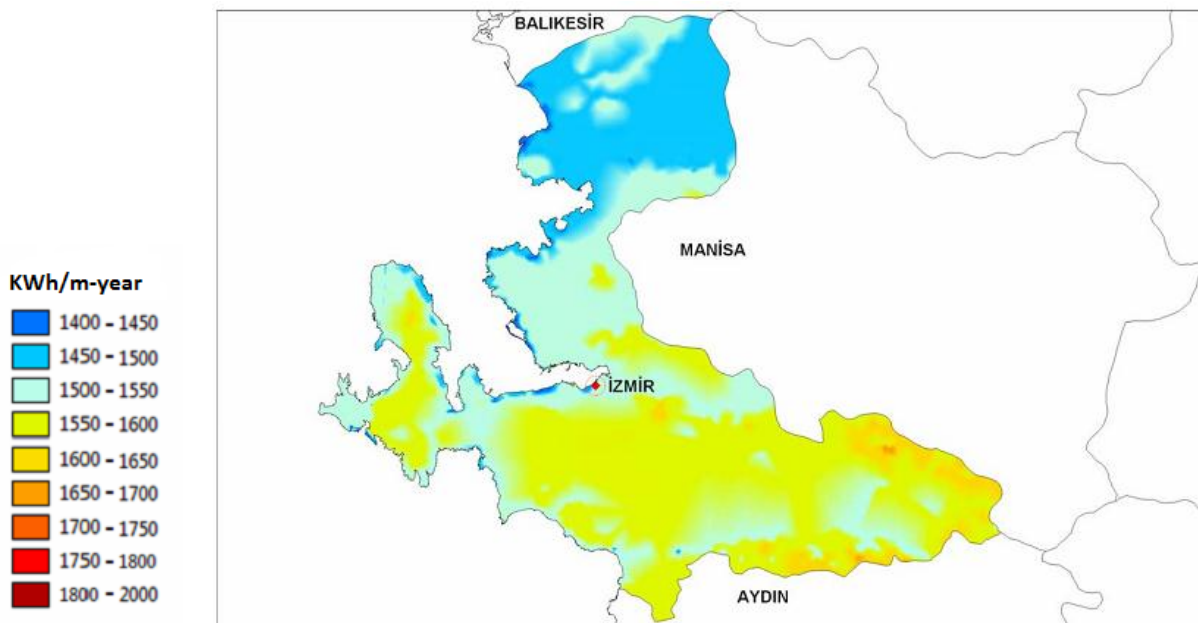 BALIKESİR
MANİSA
KWh/m-year
1400 - 1450
1450 - 1500
1500 - 1550
1550 - 1600
1600 - 1650
1650 - 1700
1700 - 1750
1750 - 1800
1800 - 2000
İZMİR
AYDIN